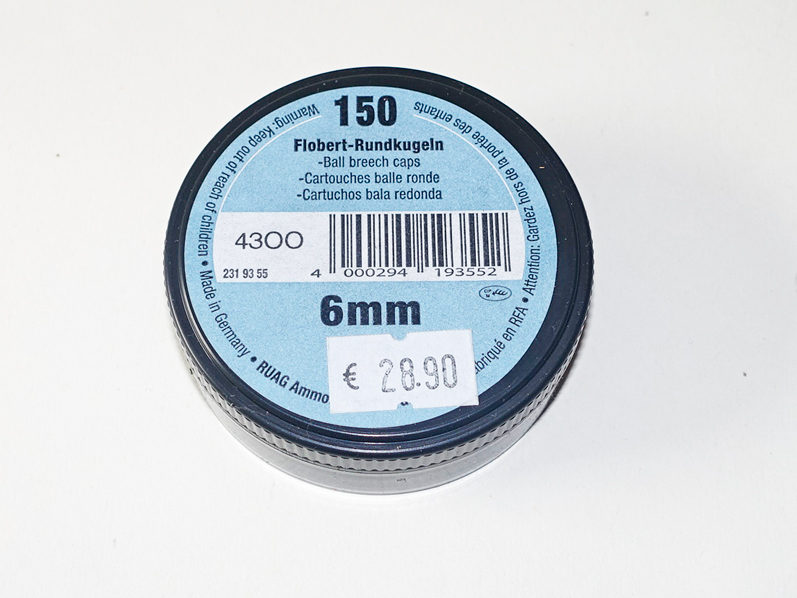 150
Flobert-Rundkugeln
-Ball breech caps
-Cartouches balle ronde
-Cartuchos bala redonda
4300
231 93 55
4 000294 193552
6mm
€ 28.90
Warning: Keep out of reach of children • Made in Germany • RUAG Ammo
Attention: Gardez hors de la portée des enfants
briqué en RFA •